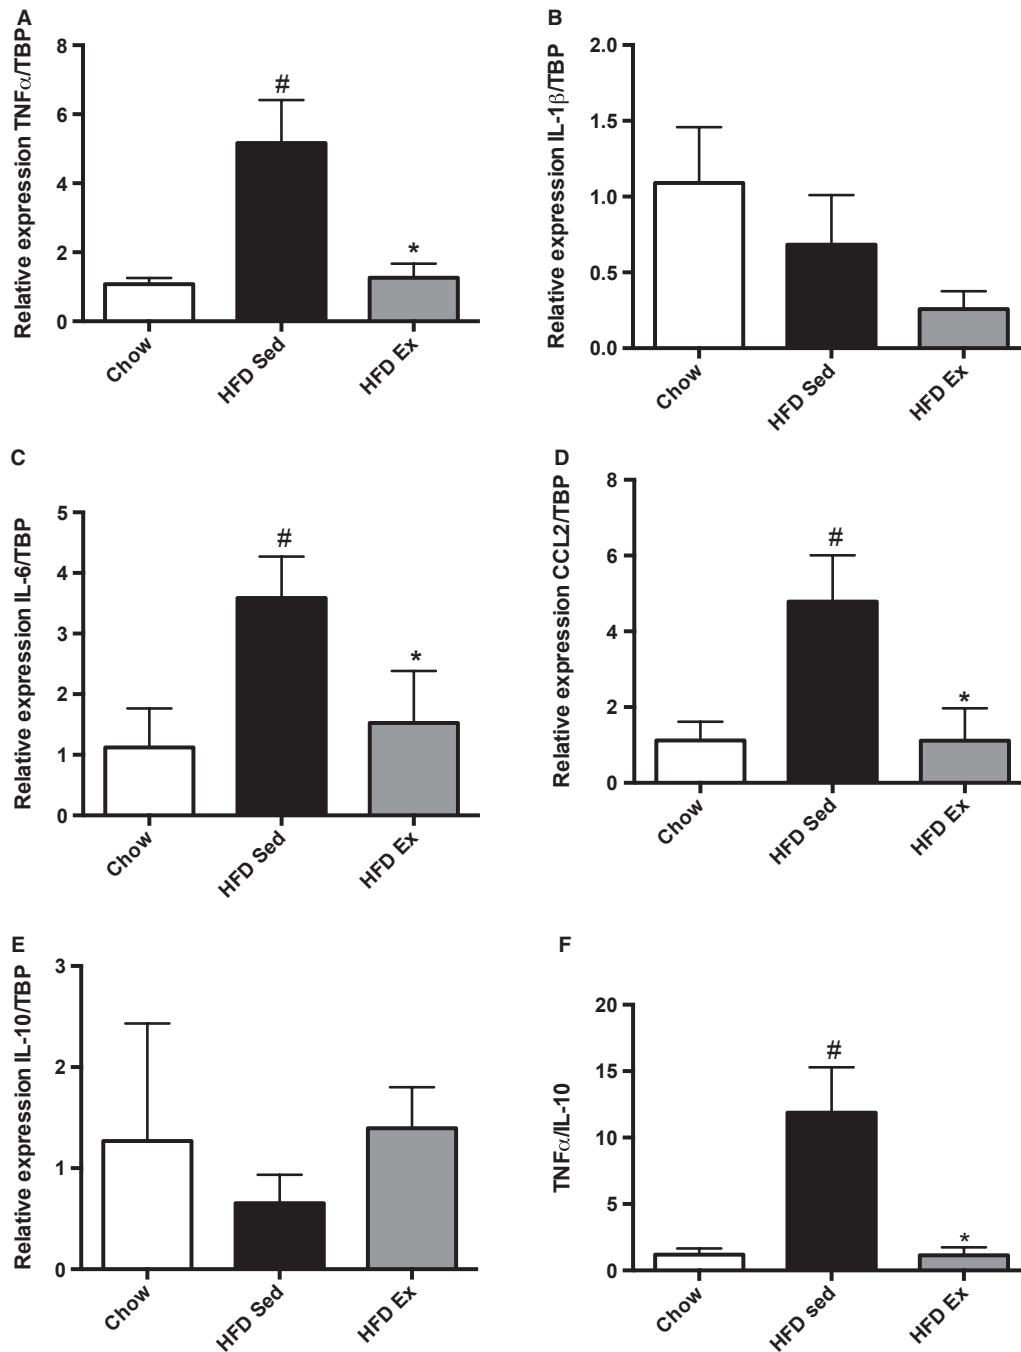 A
Relative expression TNFα/TBP
8
6
4
2
0
#
*
Chow
HFD Sed
HFD Ex
B
Relative expression IL-1β/TBP
2.0
1.5
1.0
0.5
0.0
Chow
HFD Sed
HFD Ex
C
Relative expression IL-6/TBP
5
4
3
2
1
0
#
*
Chow
HFD Sed
HFD Ex
D
Relative expression CCL2/TBP
8
6
4
2
0
#
*
Chow
HFD Sed
HFD Ex
E
Relative expression IL-10/TBP
3
2
1
0
Chow
HFD Sed
HFD Ex
F
TNFα/IL-10
20
15
10
5
0
#
*
Chow
HFD sed
HFD Ex